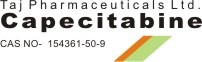 Taj Pharmaceuticals Ltd.
Capecitabine
CAS NO- 154361-50-9